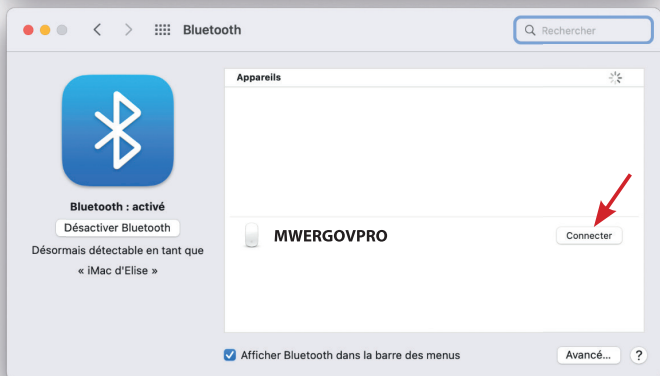 Bluetooth
Rechercher
Appareils
Bluetooth : activé
Désactiver Bluetooth
Désormais détectable en tant que
« iMac d'Elise »
MWERGOVPRO
Connecter
Afficher Bluetooth dans la barre des menus
Avancé...
?